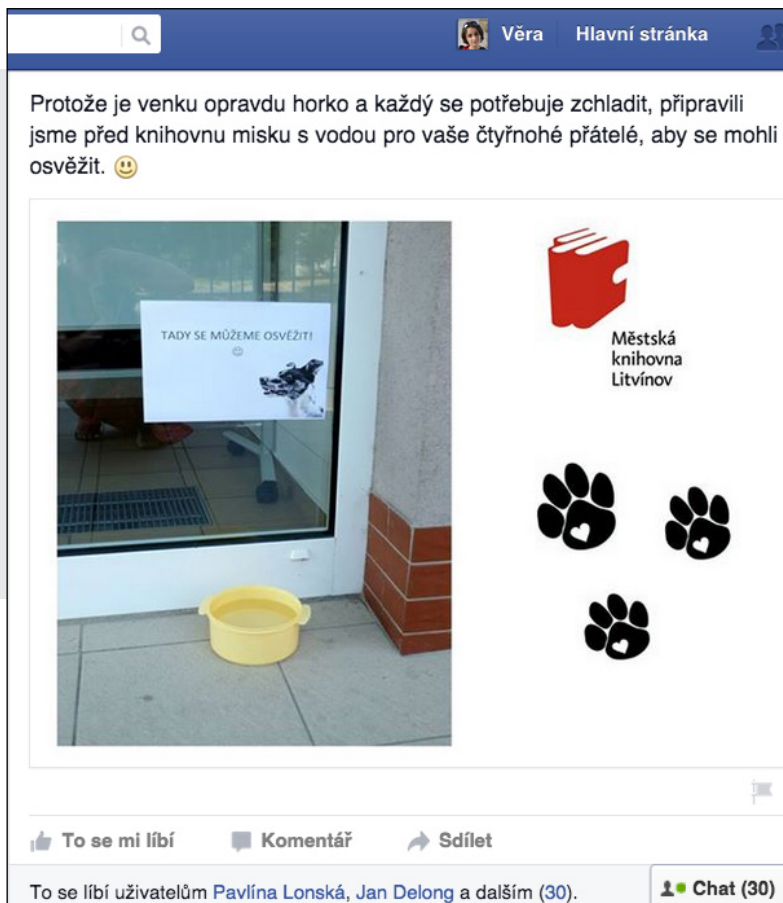 Věra
Hlavní stránka
Protože je venku opravdu horko a každý se potřebuje zchladit, připravili
jsme před knihovnu misku s vodou pro vaše čtyřnohé přátelé, aby se mohli
osvěžit.
TADY SE MŮŽEME OSVĚŽIT!
Městská
knihovna
Litvínov
To se mi líbí
Komentář
Sdílet
To se líbí uživatelům Pavlína Lonská, Jan Delong a dalším (30).
Chat (30)